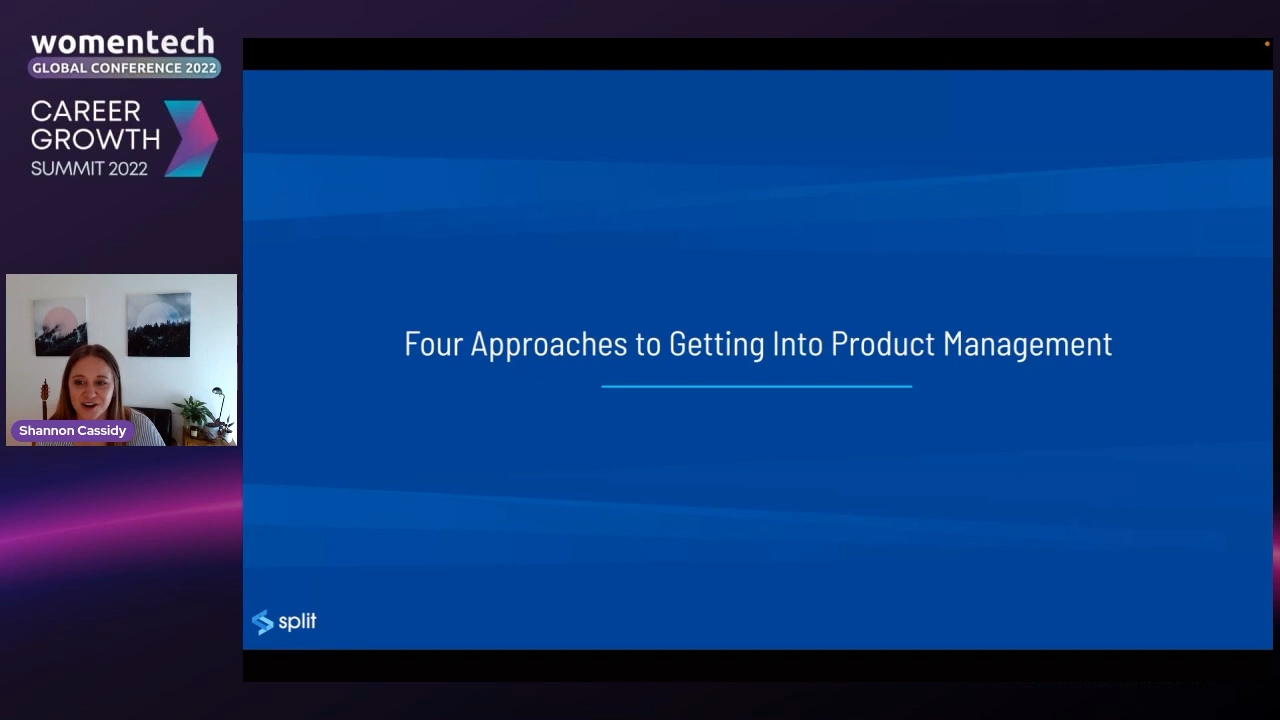 womentech
GLOBAL CONFERENCE 2022
CAREER
GROWTH
SUMMIT 2022
Shannon Cassidy
Four Approaches to Getting Into Product Management
split